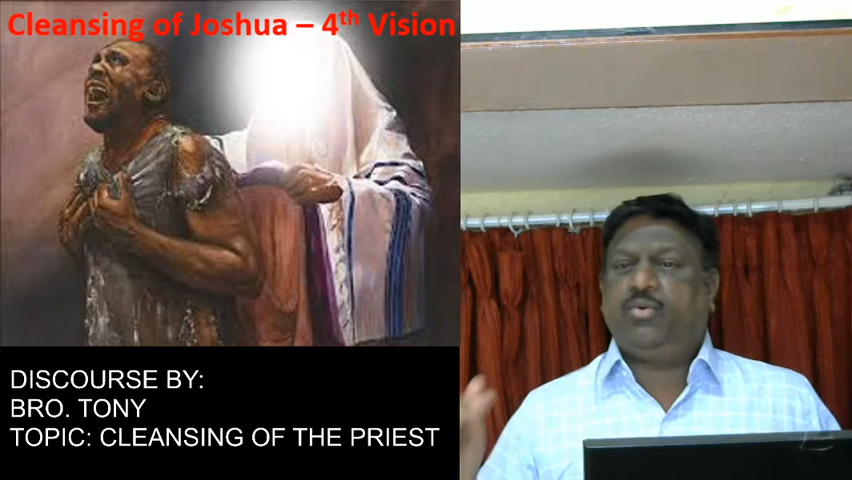 Cleansing of Joshua – 4th Vision
DISCOURSE BY:
BRO. TONY
TOPIC: CLEANSING OF THE PRIEST